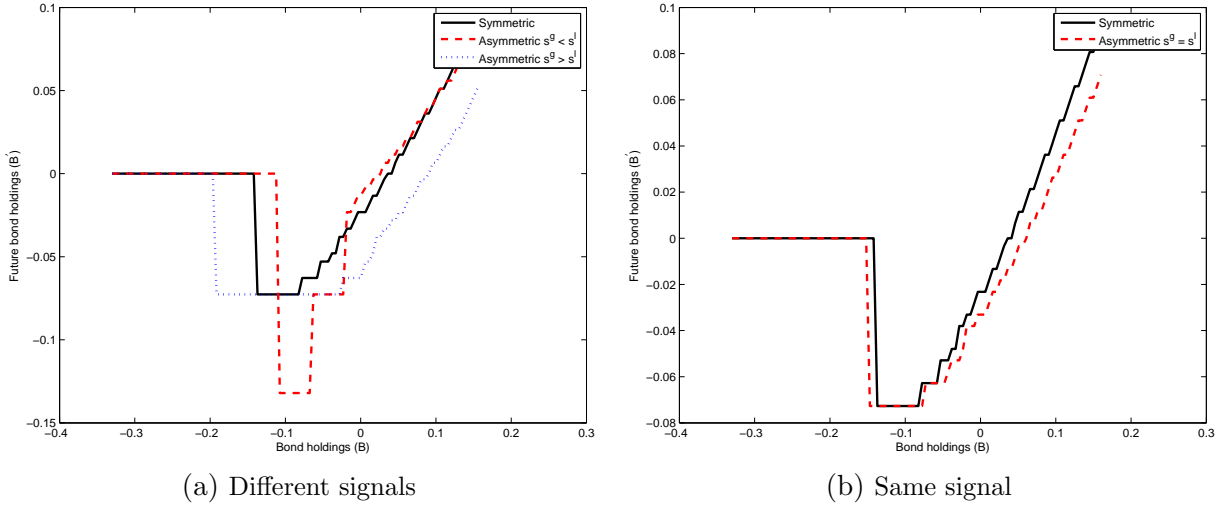 0.1
0.05
0
−0.05
−0.1
−0.15
Future bond holdings (B′)
−0.4 −0.3 −0.2 −0.1 0 0.1 0.2 0.3
Bond holdings (B)
Symmetric
Asymmetric s^g < s^l
Asymmetric s^g > s^l
(a) Different signals
0.1
0.08
0.06
0.04
0.02
0
−0.02
−0.04
−0.06
−0.08
Future bond holdings (B′)
−0.4 −0.3 −0.2 −0.1 0 0.1 0.2 0.3
Bond holdings (B)
Symmetric
Asymmetric s^g = s^l
(b) Same signal